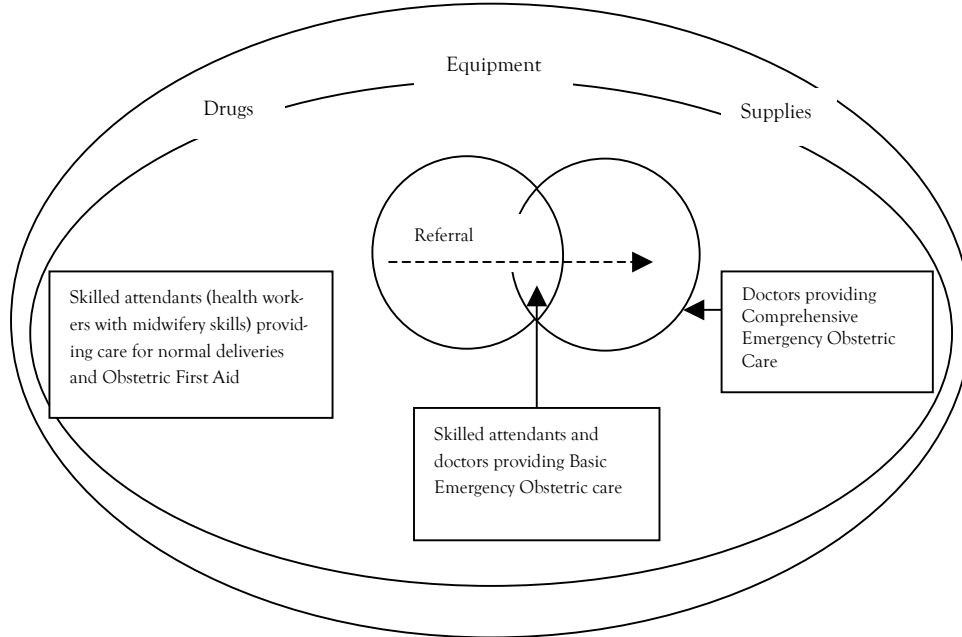 Equipment
Drugs
Supplies
Referral
Skilled attendants (health work-
ers with midwifery skills) provid-
ing care for normal deliveries
and Obstetric First Aid
Doctors providing
Comprehensive
Emergency Obstetric
Care
Skilled attendants and
doctors providing Basic
Emergency Obstetric care